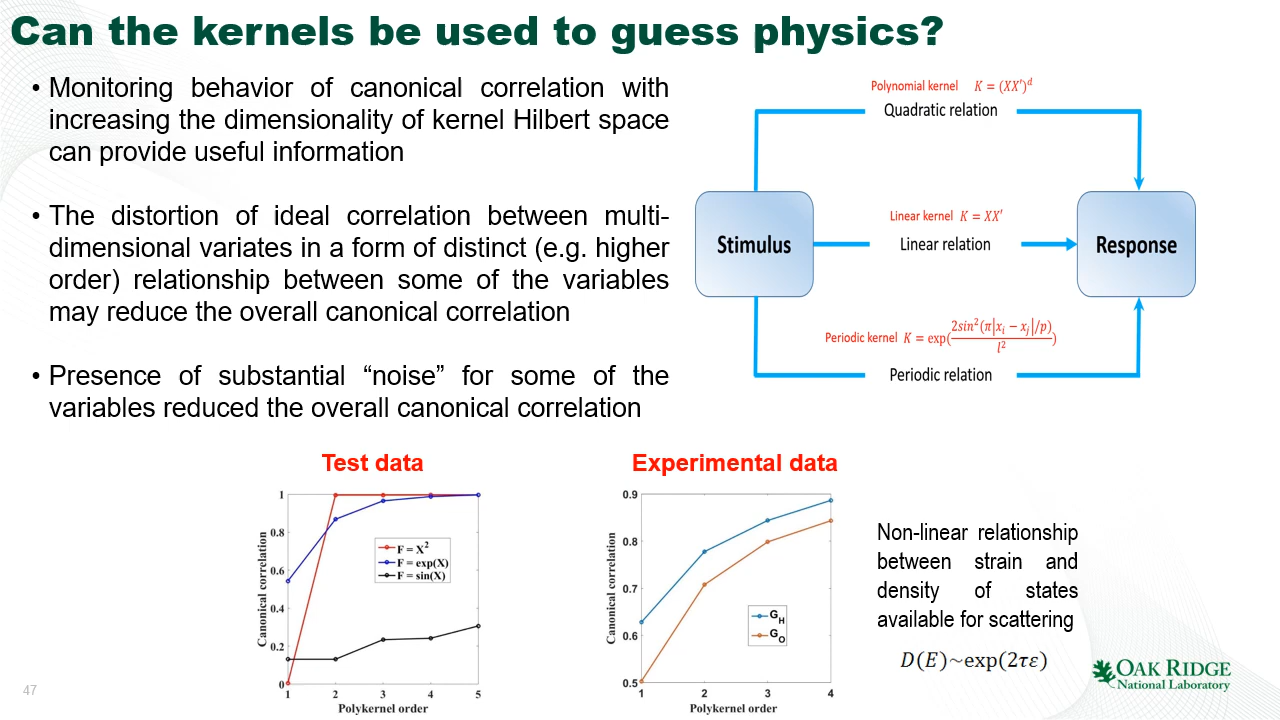 Can the kernels be used to guess physics?
• Monitoring behavior of canonical correlation with
increasing the dimensionality of kernel Hilbert space
can provide useful information
• The distortion of ideal correlation between multi-
dimensional variates in a form of distinct (e.g. higher
order) relationship between some of the variables
may reduce the overall canonical correlation
• Presence of substantial “noise” for some of the
variables reduced the overall canonical correlation
Polynomial kernel K = (XX′)^d
Quadratic relation
Stimulus
Linear kernel K = XX′
Linear relation
Response
Periodic kernel K = exp(2sin²(π|x_i − x_j|/p)/l²)
Periodic relation
Test data
1
0.8
0.6
0.4
0.2
0
Canonical correlation
F = X²
F = exp(X)
F = sin(X)
1 2 3 4 5
Polykernel order
Experimental data
0.9
0.8
0.7
0.6
0.5
Canonical correlation
G_H
G_O
1 2 3 4
Polykernel order
Non-linear relationship
between strain and
density of states
available for scattering
D(E)~exp(2τε)
47
OAK RIDGE
National Laboratory